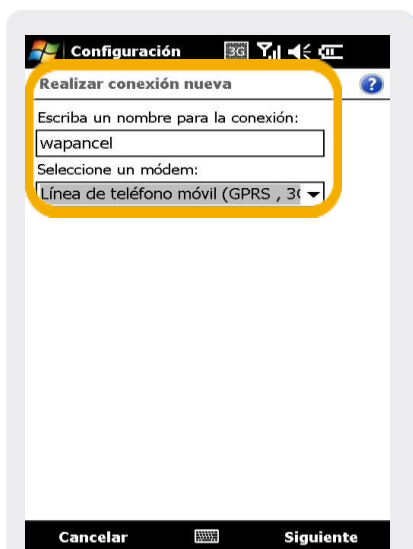 Configuración 3G
Realizar conexión nueva ?
Escriba un nombre para la conexión:
wapancel
Seleccione un módem:
Línea de teléfono móvil (GPRS , 3(
Cancelar Siguiente